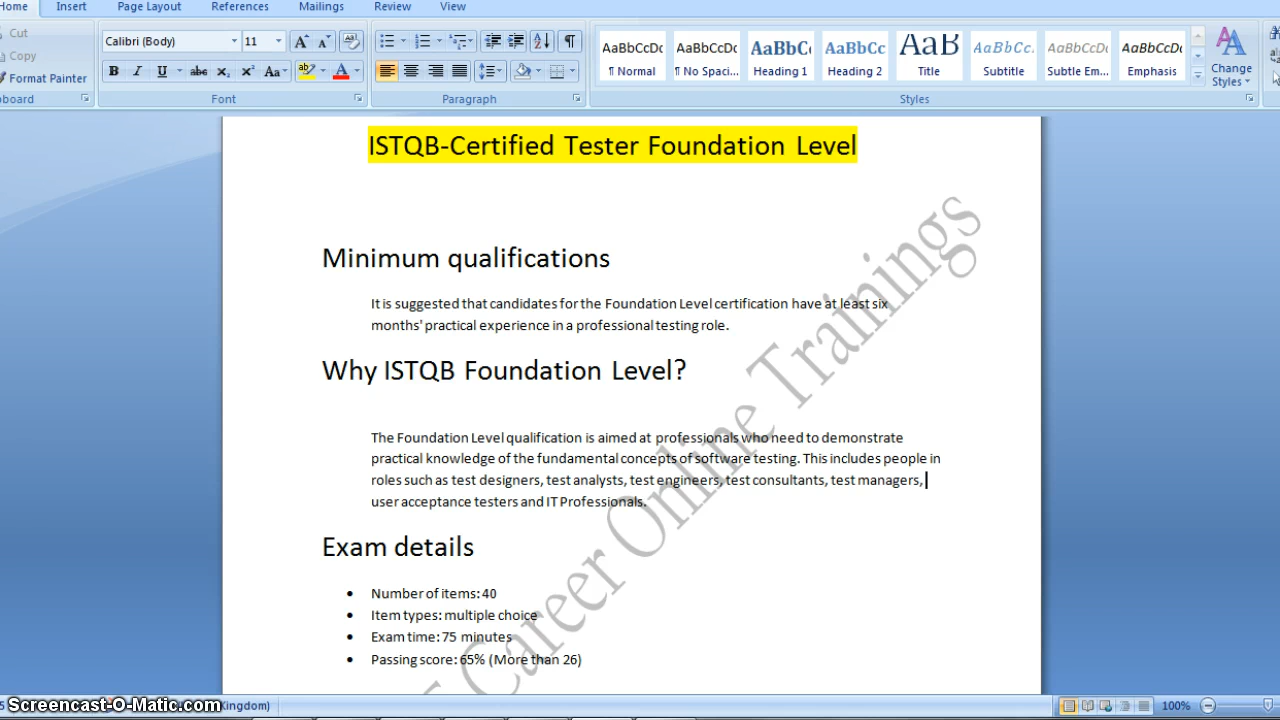 Home Insert Page Layout References Mailings Review View
Cut
Copy
Format Painter
Calibri (Body) 11
Aa
B I U abc X₂ X² Aa ab A
AaBbCcDc AaBbCcDc AaBbC AaBbCc AaB AaBbCc. AaBbCcDc AaBbCcDc
¶ Normal ¶ No Spaci... Heading 1 Heading 2 Title Subtitle Subtle Em... Emphasis
Change
Styles
board Font Paragraph Styles
ISTQB-Certified Tester Foundation Level
Minimum qualifications
It is suggested that candidates for the Foundation Level certification have at least six
months' practical experience in a professional testing role.
Why ISTQB Foundation Level?
The Foundation Level qualification is aimed at professionals who need to demonstrate
practical knowledge of the fundamental concepts of software testing. This includes people in
roles such as test designers, test analysts, test engineers, test consultants, test managers,
user acceptance testers and IT Professionals.
Exam details
• Number of items: 40
• Item types: multiple choice
• Exam time: 75 minutes
• Passing score: 65% (More than 26)
Career Online Trainings
Screencast-O-Matic.com
Kingdom)
100%